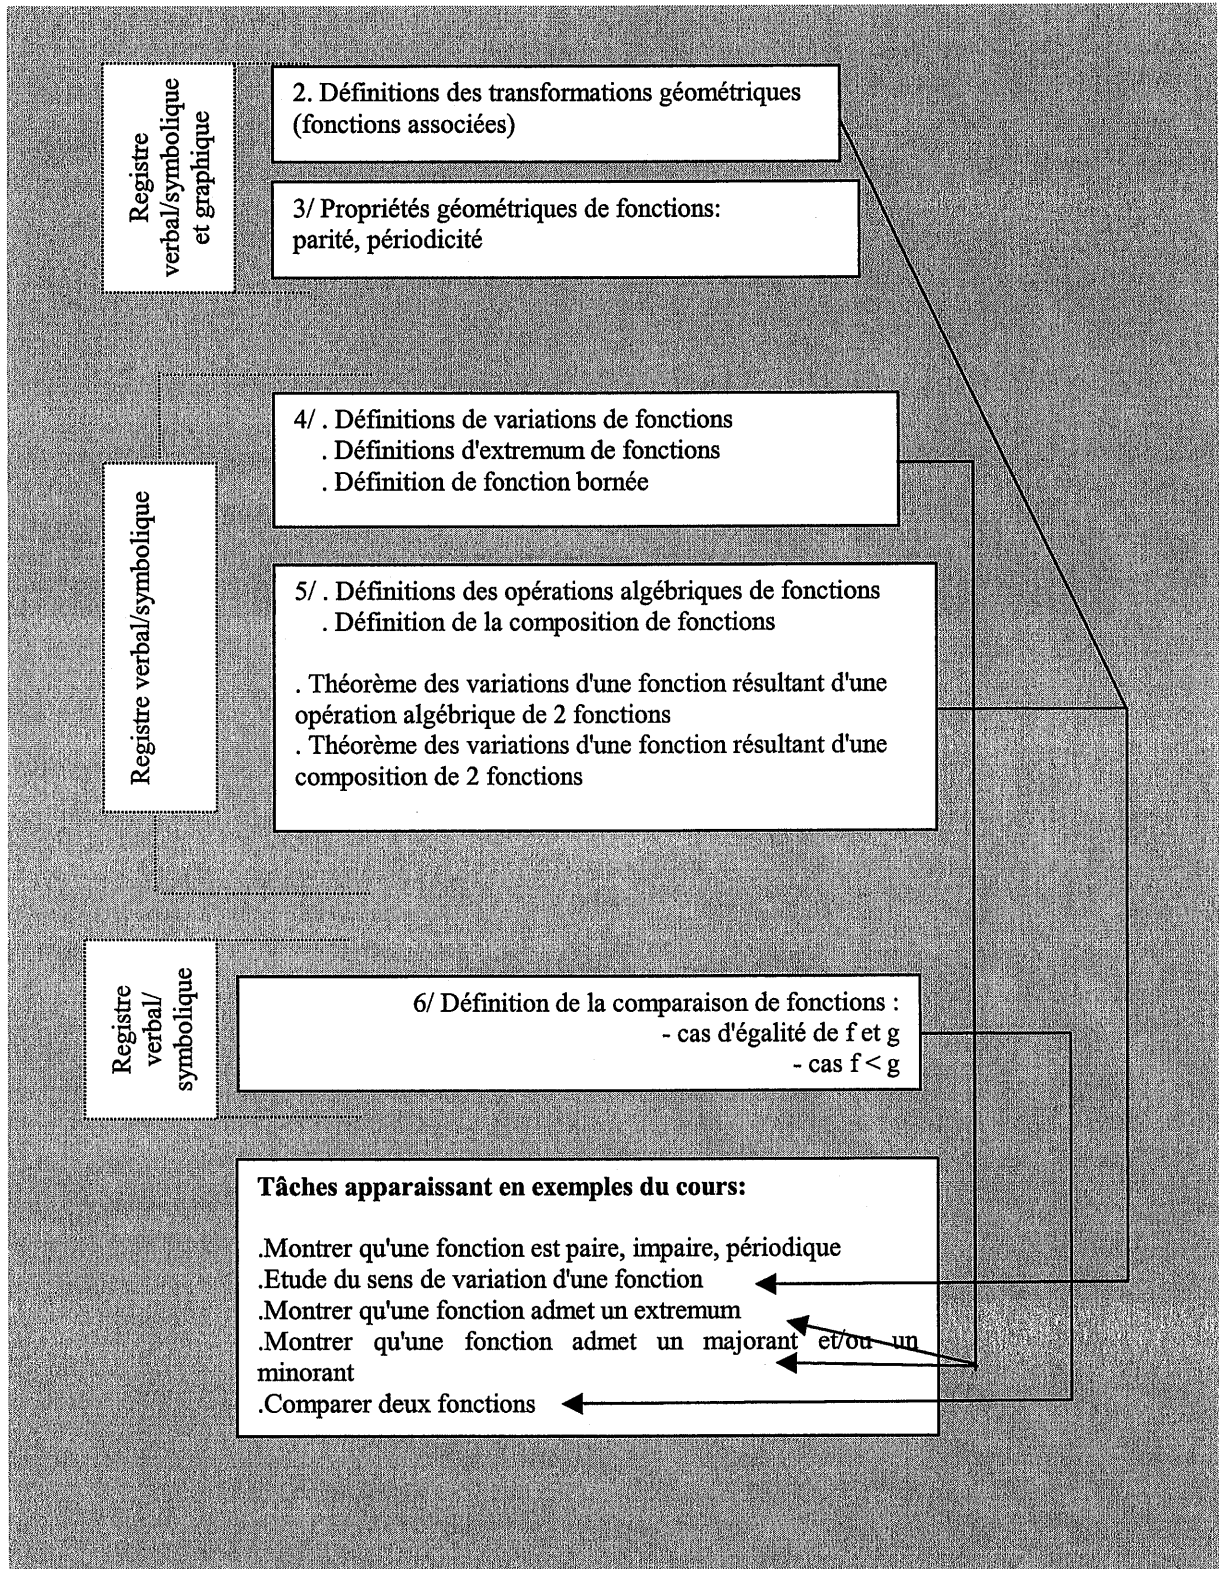 Registre
verbal/symbolique
et graphique
2. Définitions des transformations géométriques
(fonctions associées)
3/ Propriétés géométriques de fonctions:
parité, périodicité
Registre verbal/symbolique
4/ . Définitions de variations de fonctions
. Définitions d'extremum de fonctions
. Définition de fonction bornée
5/ . Définitions des opérations algébriques de fonctions
. Définition de la composition de fonctions
. Théorème des variations d'une fonction résultant d'une
opération algébrique de 2 fonctions
. Théorème des variations d'une fonction résultant d'une
composition de 2 fonctions
Registre
verbal/
symbolique
6/ Définition de la comparaison de fonctions :
- cas d'égalité de f et g
- cas f < g
Tâches apparaissant en exemples du cours:
.Montrer qu'une fonction est paire, impaire, périodique
.Etude du sens de variation d'une fonction
.Montrer qu'une fonction admet un extremum
.Montrer qu'une fonction admet un majorant et/ou un
minorant
.Comparer deux fonctions